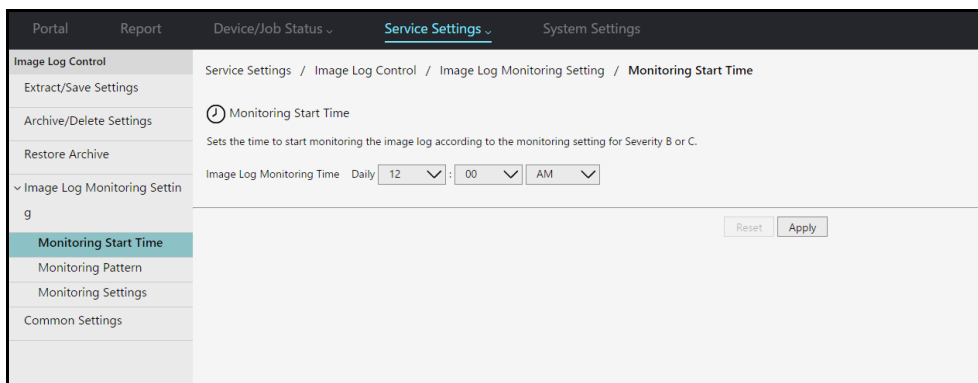 Portal Report Device/Job Status Service Settings System Settings
Image Log Control
Extract/Save Settings
Archive/Delete Settings
Restore Archive
Image Log Monitoring Settin
g
Monitoring Start Time
Monitoring Pattern
Monitoring Settings
Common Settings
Service Settings / Image Log Control / Image Log Monitoring Setting / Monitoring Start Time
Monitoring Start Time
Sets the time to start monitoring the image log according to the monitoring setting for Severity B or C.
Image Log Monitoring Time Daily 12 : 00 AM
Reset Apply